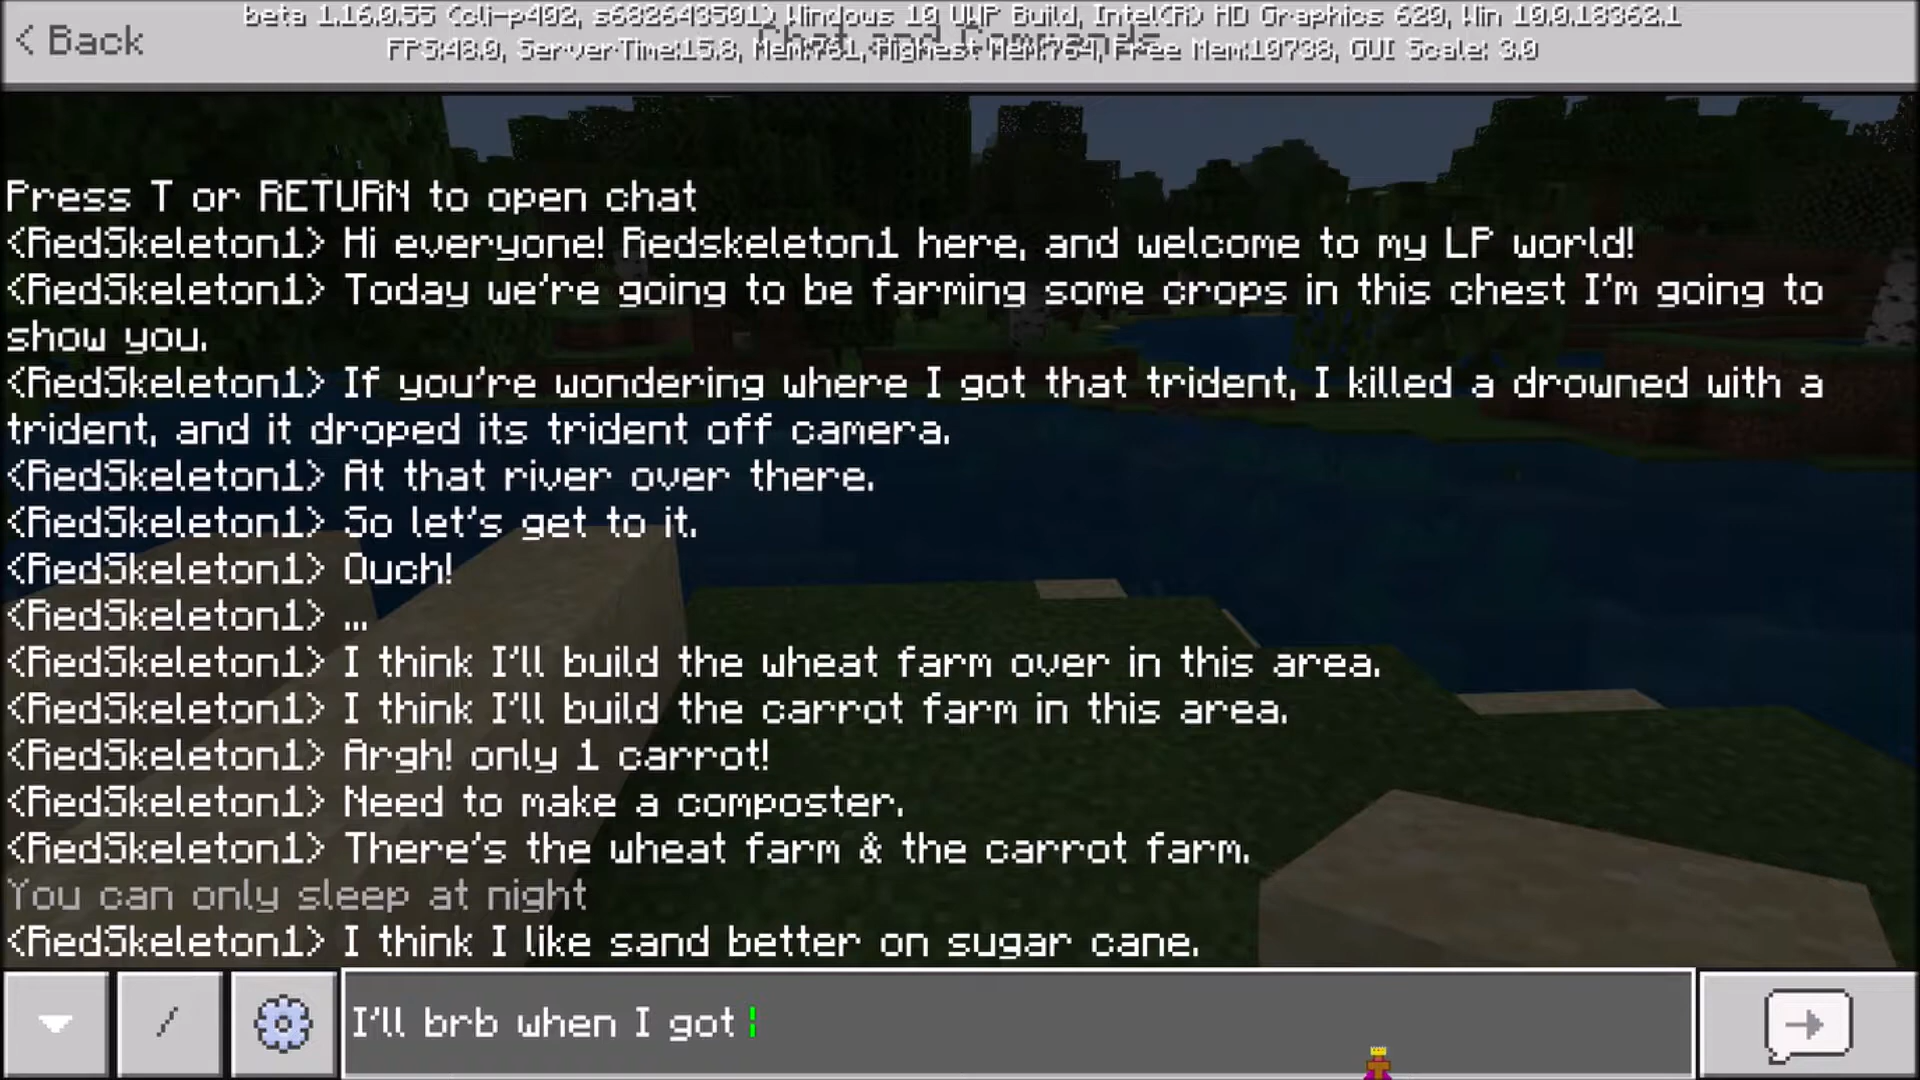 beta 1.16.0.55 (cli-p402, s682643501) Windows 10 UWP Build, Intel(R) HD Graphics 620, Win 10.0.18362.1
< Back
Chat and Commands
FPS:48.0, ServerTime:15.8, Mem:761, Highest Mem:764, Free Mem:10738, GUI Scale: 3.0
Press T or RETURN to open chat
<RedSkeleton1> Hi everyone! Redskeleton1 here, and welcome to my LP world!
<RedSkeleton1> Today we're going to be farming some crops in this chest I'm going to
show you.
<RedSkeleton1> If you're wondering where I got that trident, I killed a drowned with a
trident, and it droped its trident off camera.
<RedSkeleton1> At that river over there.
<RedSkeleton1> So let's get to it.
<RedSkeleton1> Ouch!
<RedSkeleton1> ...
<RedSkeleton1> I think I'll build the wheat farm over in this area.
<RedSkeleton1> I think I'll build the carrot farm in this area.
<RedSkeleton1> Argh! only 1 carrot!
<RedSkeleton1> Need to make a composter.
<RedSkeleton1> There's the wheat farm & the carrot farm.
You can only sleep at night
<RedSkeleton1> I think I like sand better on sugar cane.
/
I'll brb when I got